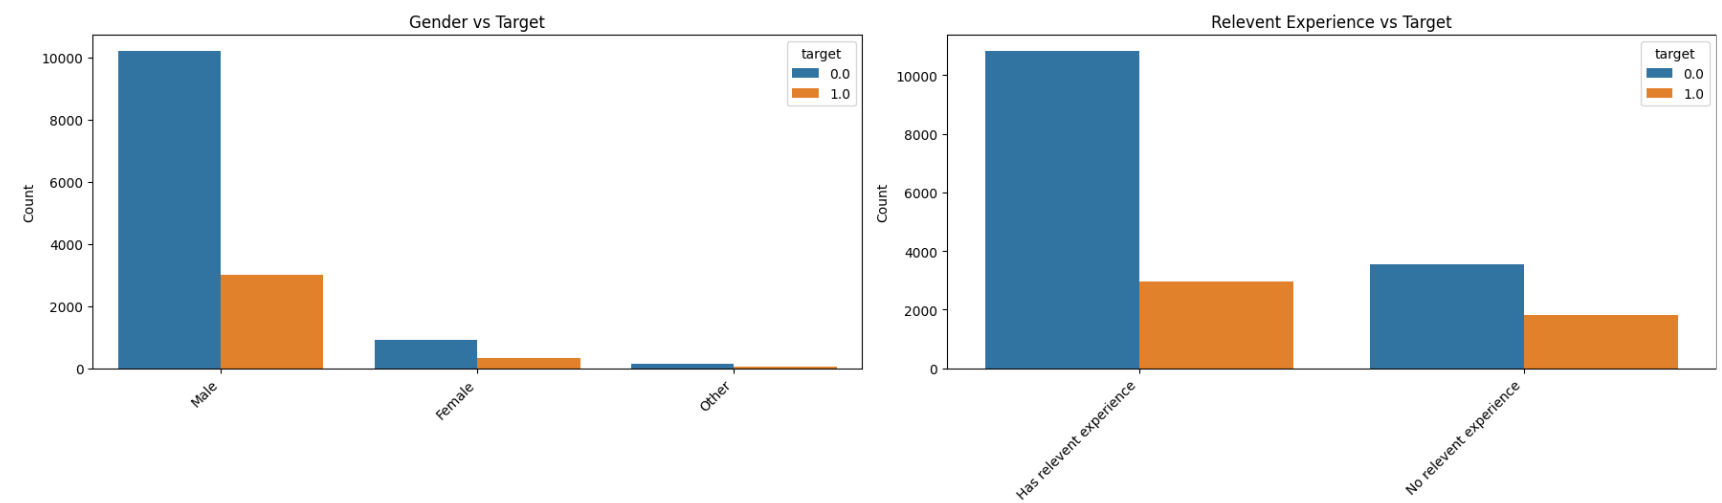 Gender vs Target
Count
10000
8000
6000
4000
2000
0
Male
Female
Other
target
0.0
1.0
Relevent Experience vs Target
Count
10000
8000
6000
4000
2000
0
Has relevent experience
No relevent experience
target
0.0
1.0